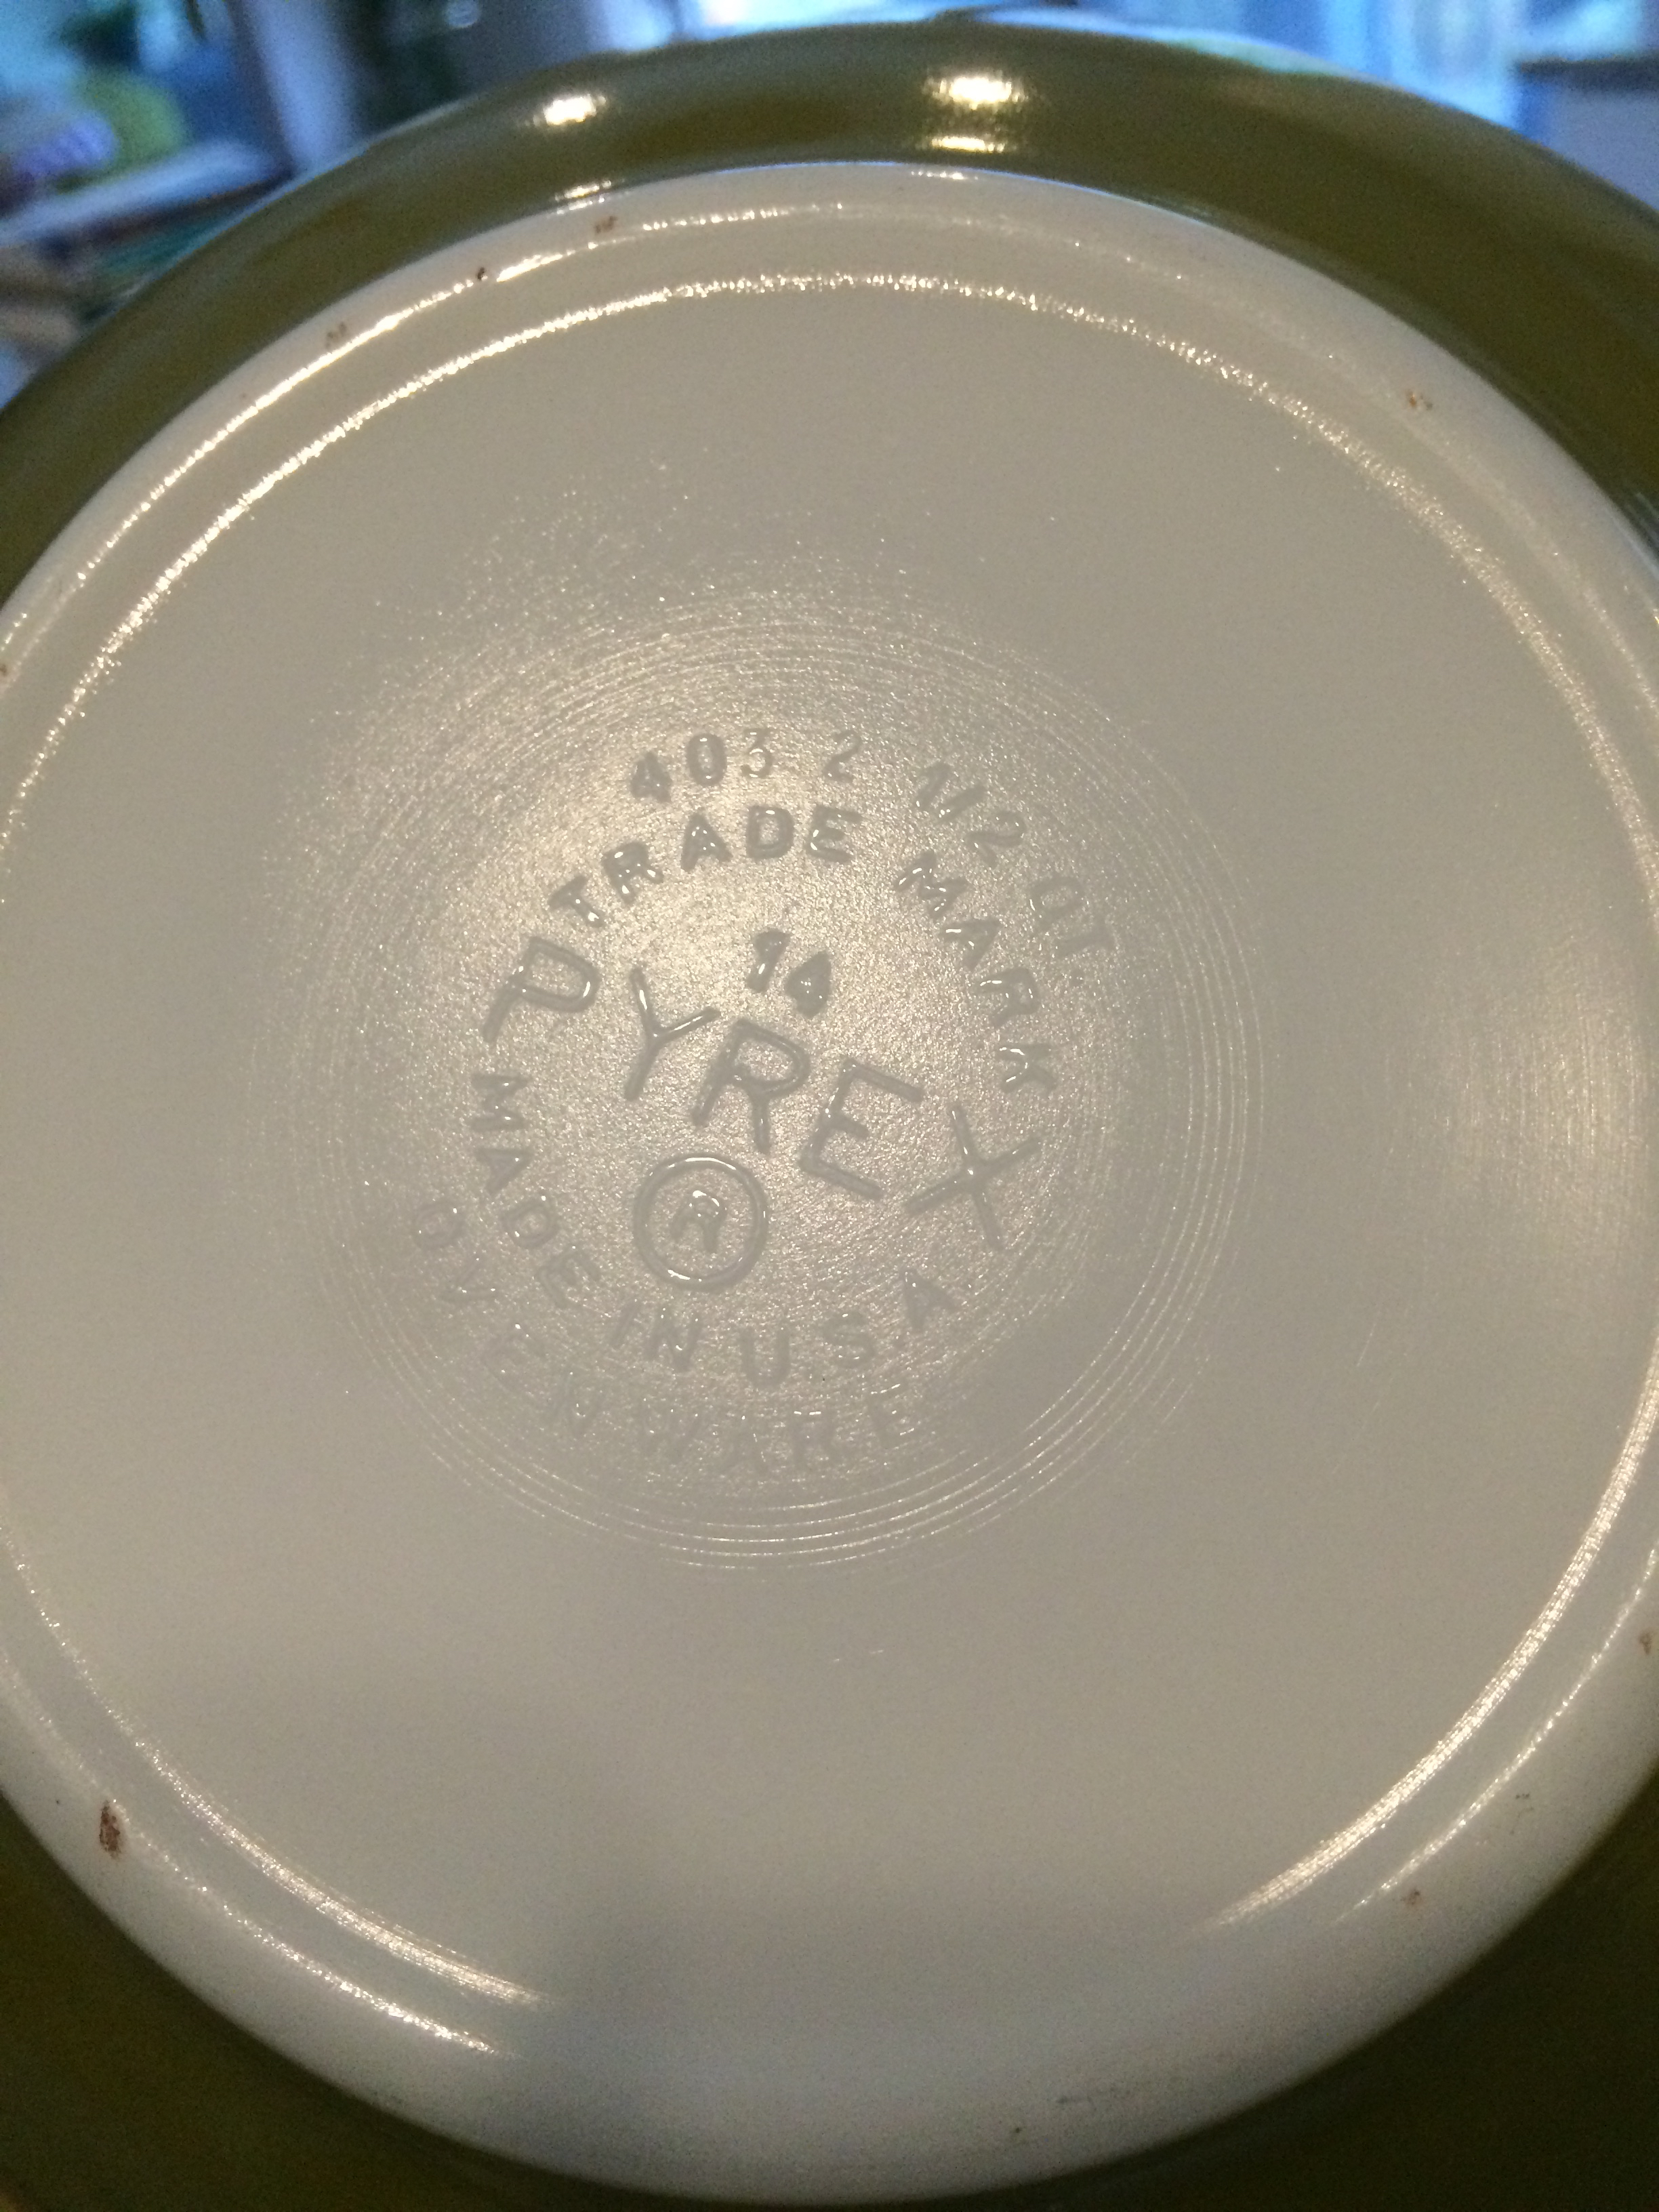 403 2 1/2 QT
TRADE MARK
14
PYREX
®
MADE IN U.S.A
OVENWARE